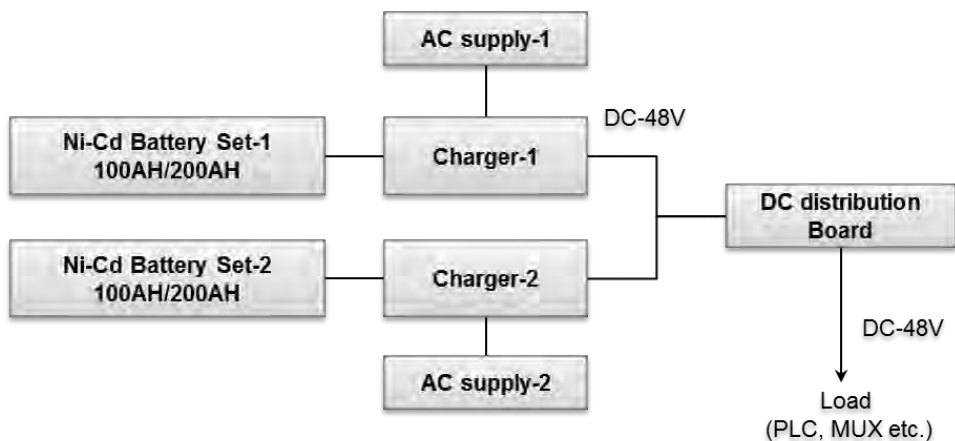 AC supply-1
DC-48V
Ni-Cd Battery Set-1
100AH/200AH
Charger-1
DC distribution
Board
Ni-Cd Battery Set-2
100AH/200AH
Charger-2
DC-48V
AC supply-2
Load
(PLC, MUX etc.)